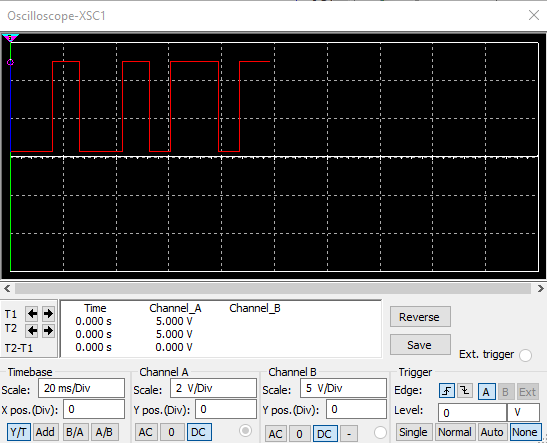 Oscilloscope-XSC1
Time Channel_A Channel_B
T1 0.000 s 5.000 V
T2 0.000 s 5.000 V
T2-T1 0.000 s 0.000 V
Reverse
Save
Ext. trigger
Timebase
Scale: 20 ms/Div
X pos.(Div): 0
Y/T Add B/A A/B
Channel A
Scale: 2 V/Div
Y pos.(Div): 0
AC 0 DC
Channel B
Scale: 5 V/Div
Y pos.(Div): 0
AC 0 DC -
Trigger
Edge: A B Ext
Level: 0 V
Single Normal Auto None